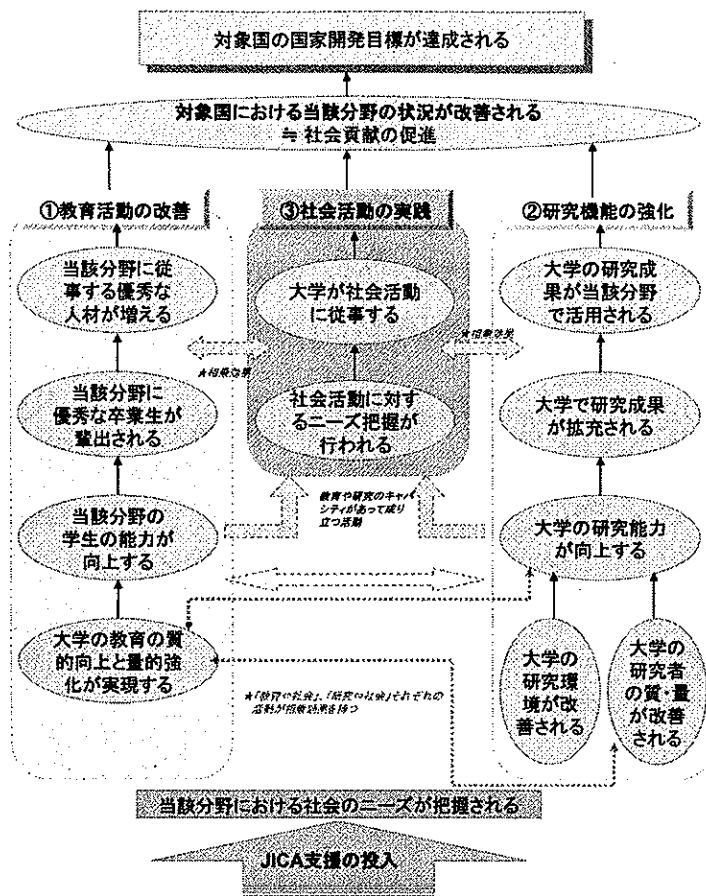 対象国の国家開発目標が達成される
対象国における当該分野の状況が改善される
≒ 社会貢献の促進
①教育活動の改善
③社会活動の実践
②研究機能の強化
当該分野に従
事する優秀な
人材が増える
大学が社会活動
に従事する
大学の研究成
果が当該分野
で活用される
★相乗効果
★相乗効果
当該分野に
優秀な卒業生が
輩出される
社会活動に対す
るニーズ把握が
行われる
大学で研究成果
が拡充される
教育や研究のキャパ
シティがあって成り
立つ活動
当該分野の
学生の能力が
向上する
大学の研究能力
が向上する
大学の教育の質
的向上と量的強
化が実現する
大学の
研究環
境が改
善される
大学の
研究者
の質・量
が改善
される
★「教育や社会」、「研究や社会」それぞれの
活動が相乗効果を持つ
当該分野における社会のニーズが把握される
JICA支援の投入